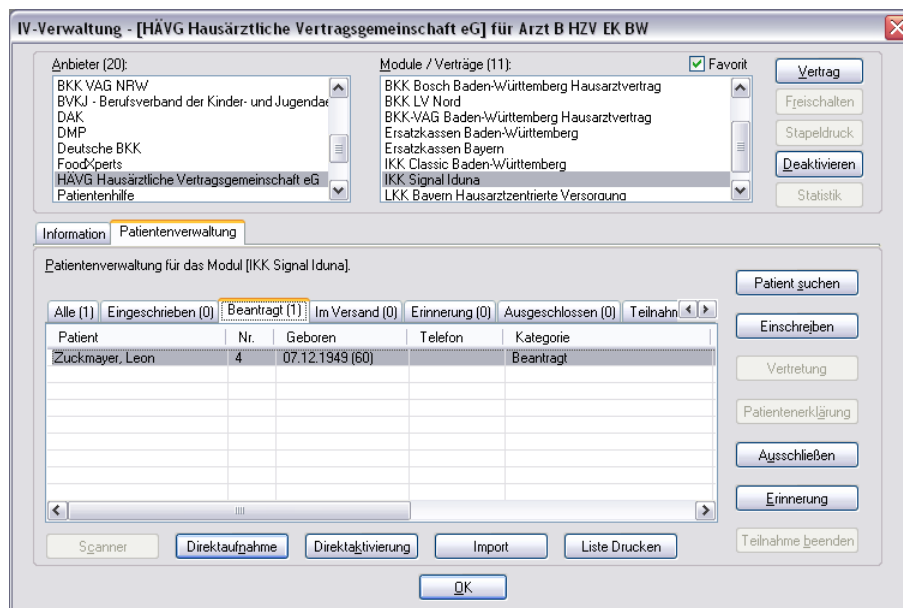 IV-Verwaltung - [HÄVG Hausärztliche Vertragsgemeinschaft eG] für Arzt B HZV EK BW
Anbieter (20):
BKK VAG NRW
BVKJ - Berufsverband der Kinder- und Jugendae
DAK
DMP
Deutsche BKK
FoodXperts
HÄVG Hausärztliche Vertragsgemeinschaft eG
Patientenhilfe
Module / Verträge (11):
Favorit
BKK Bosch Baden-Württemberg Hausarztvertrag
BKK LV Nord
BKK-VAG Baden-Württemberg Hausarztvertrag
Ersatzkassen Baden-Württemberg
Ersatzkassen Bayern
IKK Classic Baden-Württemberg
IKK Signal Iduna
LKK Bayern Hausarztzentrierte Versorgung
Vertrag
Freischalten
Stapeldruck
Deaktivieren
Statistik
Information Patientenverwaltung
Patientenverwaltung für das Modul [IKK Signal Iduna].
Alle (1) Eingeschrieben (0) Beantragt (1) Im Versand (0) Erinnerung (0) Ausgeschlossen (0) Teilnahm
Patient Nr. Geboren Telefon Kategorie
Zuckmayer, Leon 4 07.12.1949 (60) Beantragt
Patient suchen
Einschreiben
Vertretung
Patientenerklärung
Ausschließen
Erinnerung
Teilnahme beenden
Scanner Direktaufnahme Direktaktivierung Import Liste Drucken
OK